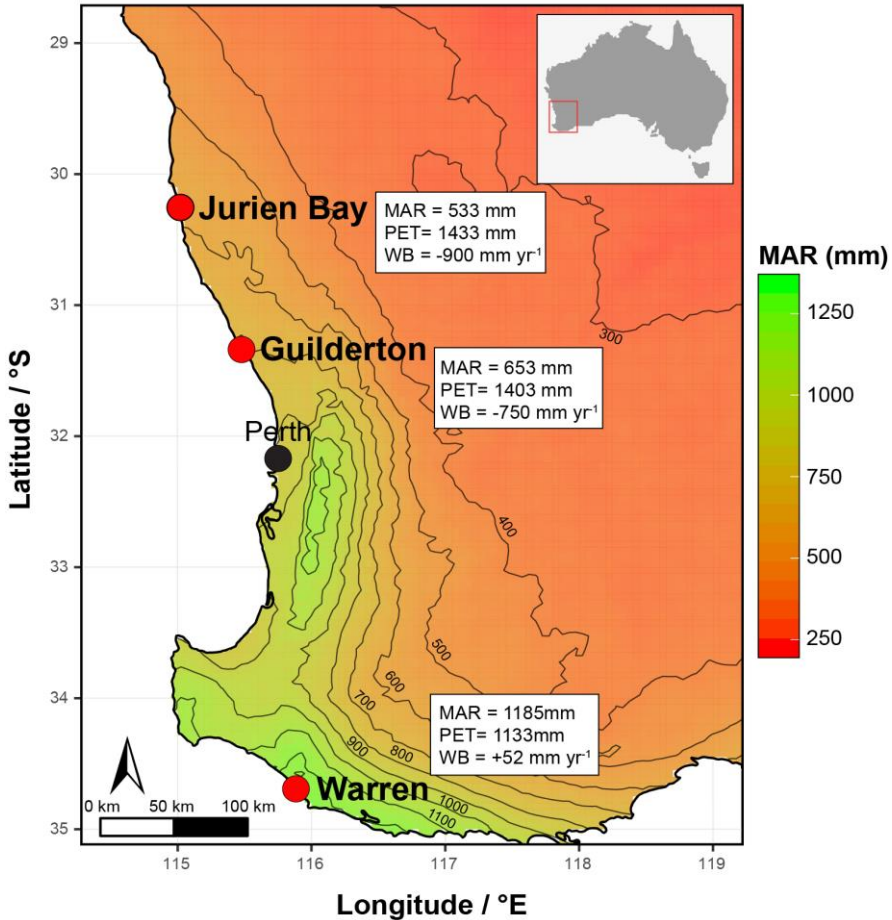 29
30
31
32
33
34
35
Latitude / °S
Jurien Bay
MAR = 533 mm
PET= 1433 mm
WB = -900 mm yr⁻¹
300
Guilderton
MAR = 653 mm
PET= 1403 mm
WB = -750 mm yr⁻¹
Perth
400
500
600
700
800
900
1000
1100
MAR = 1185mm
PET= 1133mm
WB = +52 mm yr⁻¹
Warren
0 km 50 km 100 km
115 116 117 118 119
Longitude / °E
MAR (mm)
1250
1000
750
500
250